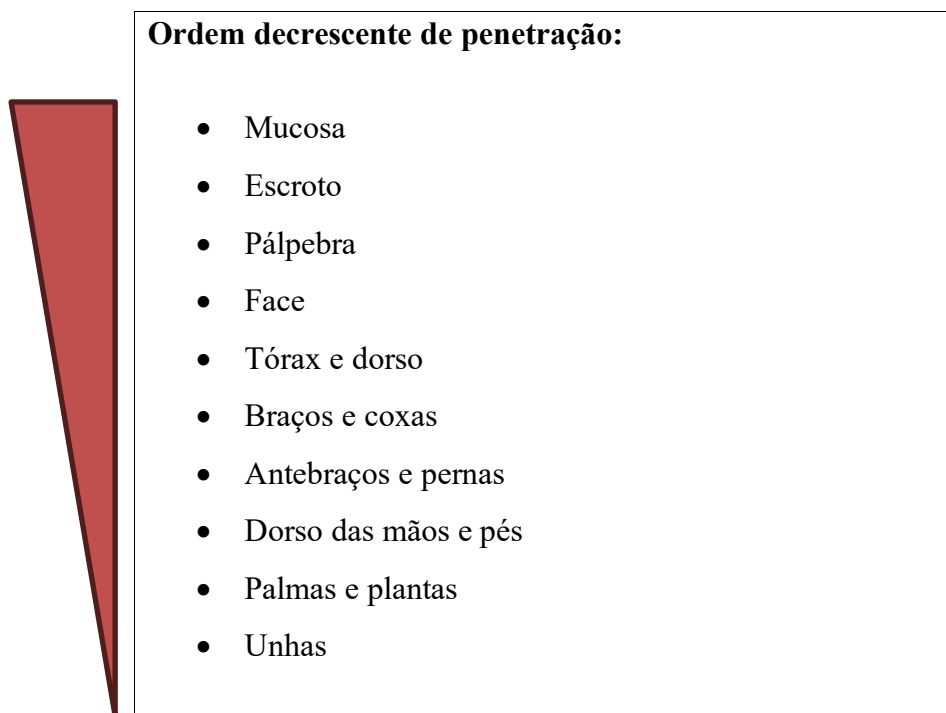 Ordem decrescente de penetração:
• Mucosa
• Escroto
• Pálpebra
• Face
• Tórax e dorso
• Braços e coxas
• Antebraços e pernas
• Dorso das mãos e pés
• Palmas e plantas
• Unhas